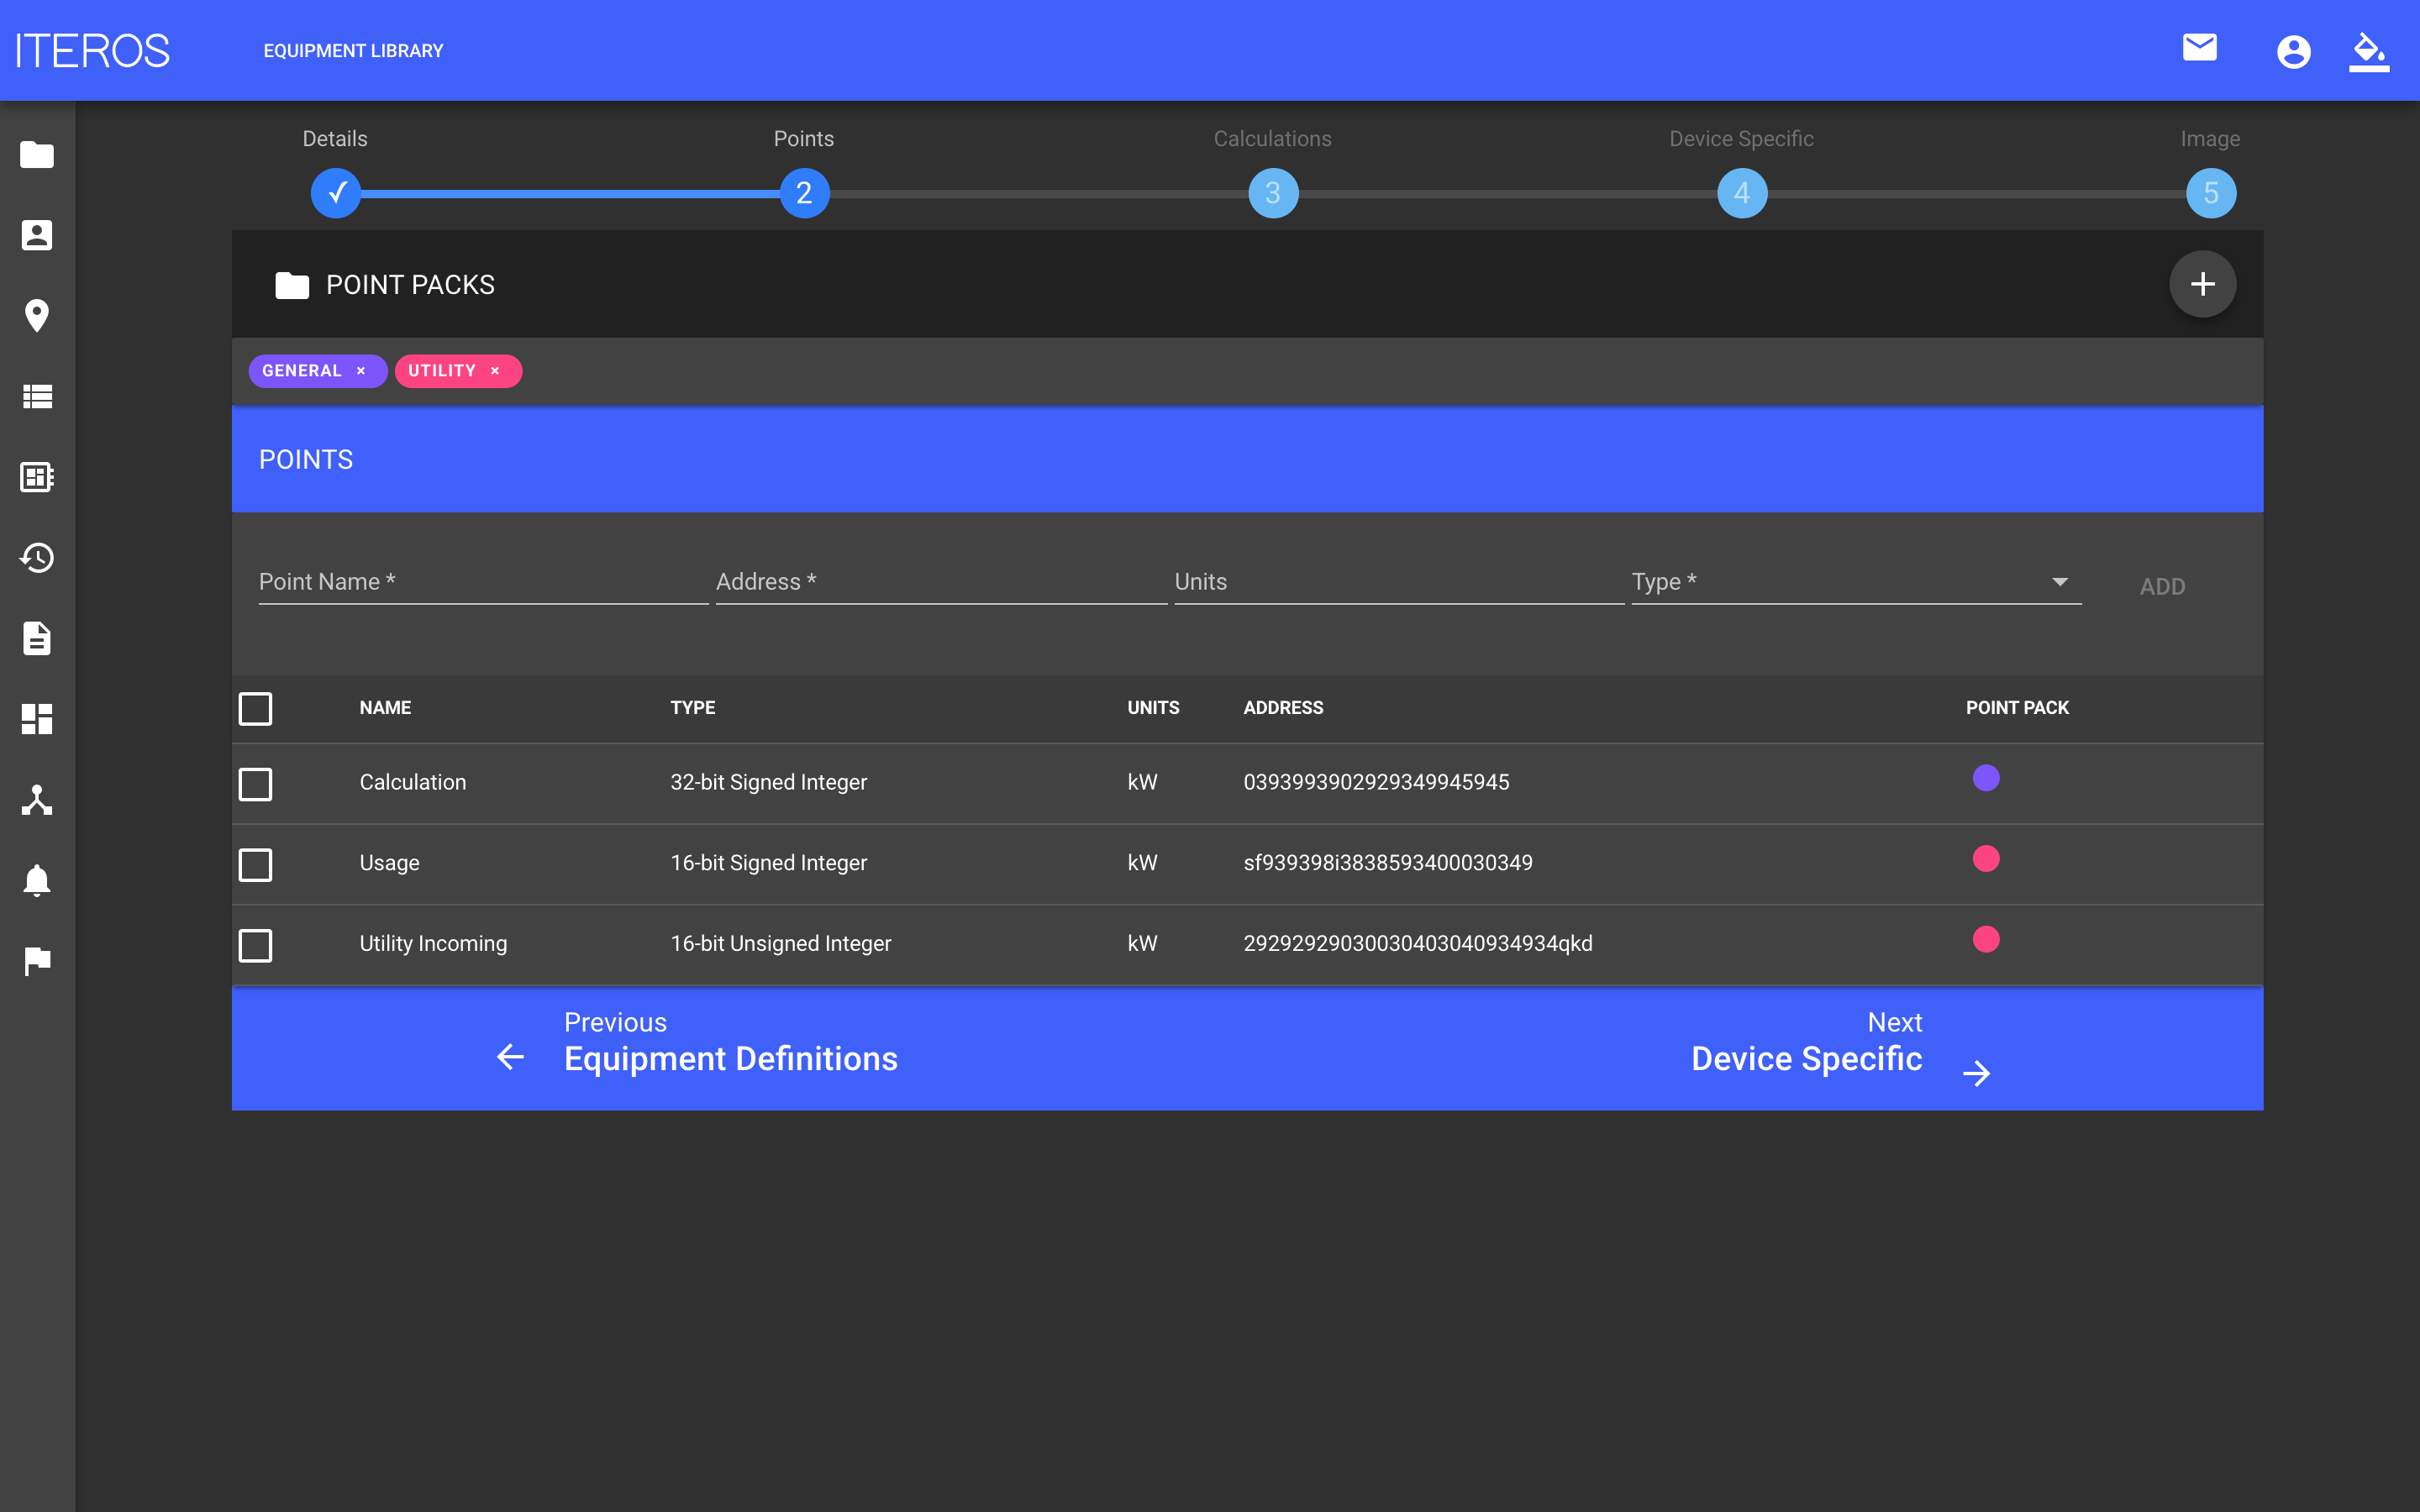 ITEROS EQUIPMENT LIBRARY
Details Points Calculations Device Specific Image
✓ 2 3 4 5
POINT PACKS +
GENERAL × UTILITY ×
POINTS
Point Name * Address * Units Type * ADD
NAME TYPE UNITS ADDRESS POINT PACK
Calculation 32-bit Signed Integer kW 0393993902929349945945
Usage 16-bit Signed Integer kW sf939398i3838593400030349
Utility Incoming 16-bit Unsigned Integer kW 29292929030030403040934934qkd
Previous Next
Equipment Definitions Device Specific